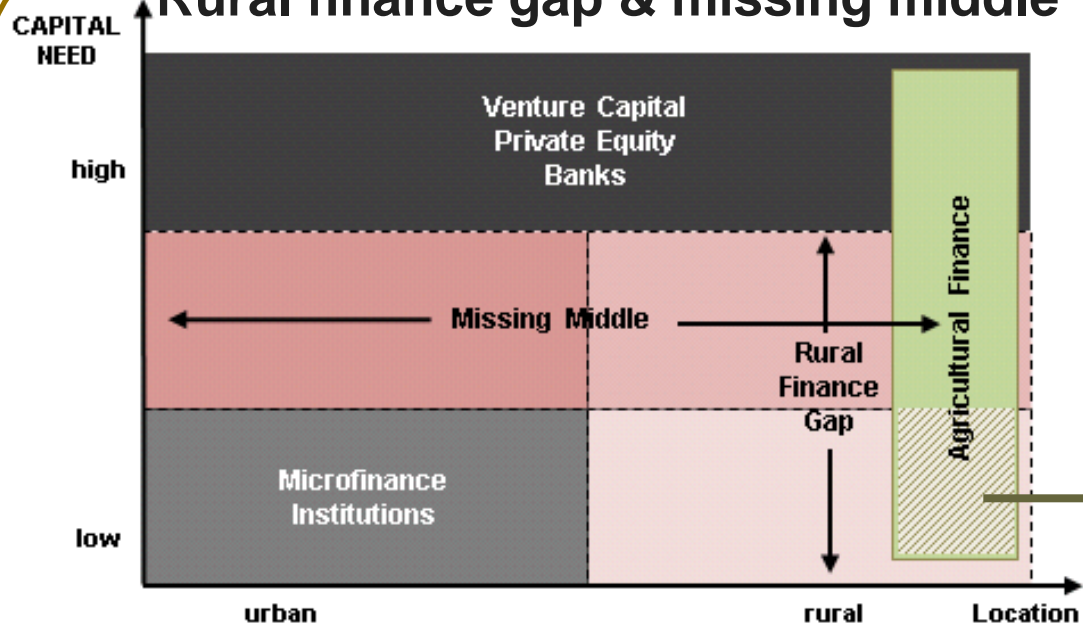 Rural finance gap & missing middle
CAPITAL
NEED
high
Venture Capital
Private Equity
Banks
Missing Middle
Rural
Finance
Gap
Agricultural Finance
Microfinance
Institutions
low
urban
rural
Location